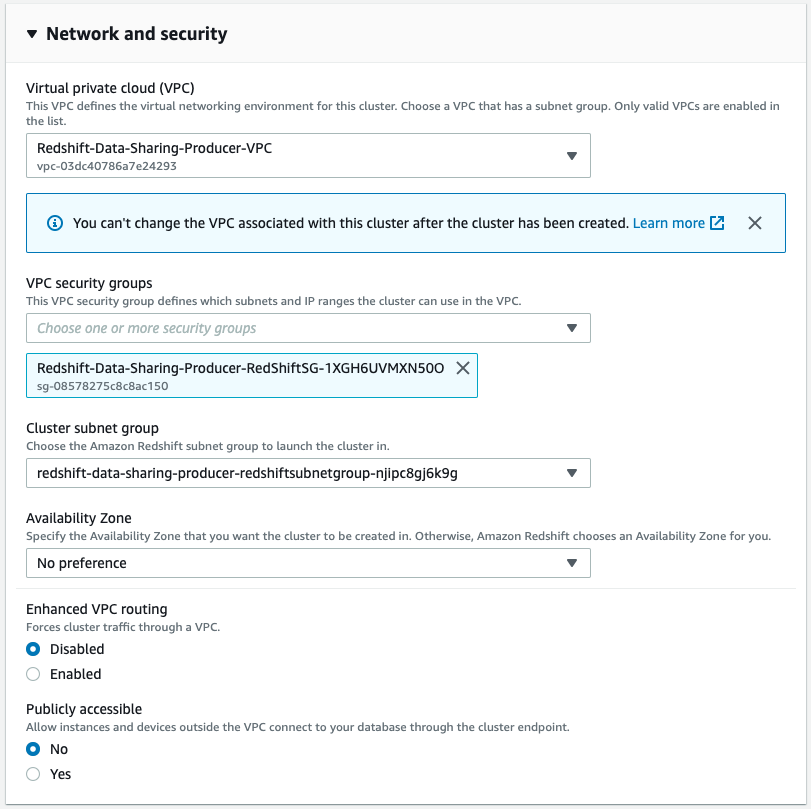 Network and security
Virtual private cloud (VPC)
This VPC defines the virtual networking environment for this cluster. Choose a VPC that has a subnet group. Only valid VPCs are enabled in
the list.
Redshift-Data-Sharing-Producer-VPC
vpc-03dc40786a7e24293
You can't change the VPC associated with this cluster after the cluster has been created. Learn more
VPC security groups
This VPC security group defines which subnets and IP ranges the cluster can use in the VPC.
Choose one or more security groups
Redshift-Data-Sharing-Producer-RedShiftSG-1XGH6UVMXN50O
sg-08578275c8c8ac150
Cluster subnet group
Choose the Amazon Redshift subnet group to launch the cluster in.
redshift-data-sharing-producer-redshiftsubnetgroup-njipc8gj6k9g
Availability Zone
Specify the Availability Zone that you want the cluster to be created in. Otherwise, Amazon Redshift chooses an Availability Zone for you.
No preference
Enhanced VPC routing
Forces cluster traffic through a VPC.
Disabled
Enabled
Publicly accessible
Allow instances and devices outside the VPC connect to your database through the cluster endpoint.
No
Yes